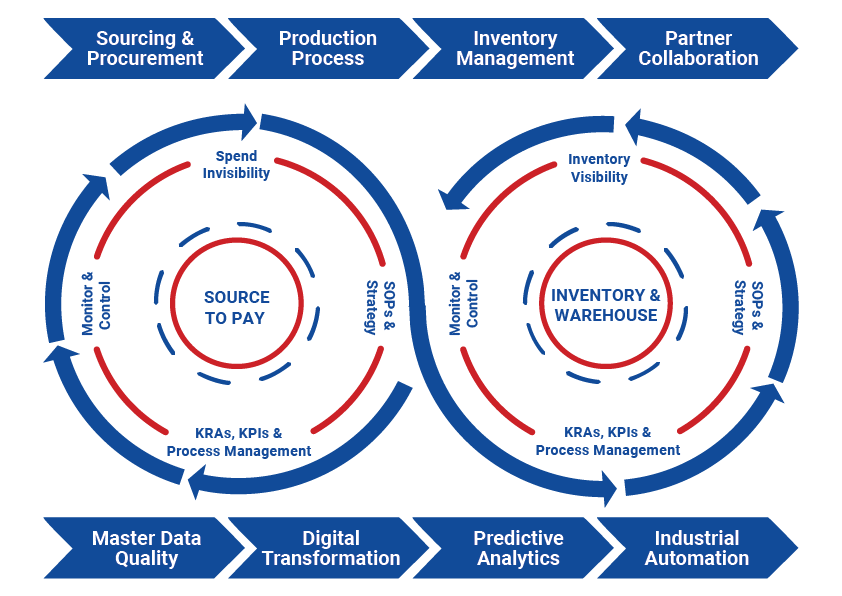 Sourcing &
Procurement
Production
Process
Inventory
Management
Partner
Collaboration
Spend
Invisibility
Monitor &
Control
SOURCE
TO PAY
SOPs &
Strategy
KRAs, KPIs &
Process Management
Inventory
Visibility
Monitor &
Control
INVENTORY &
WAREHOUSE
SOPs &
Strategy
KRAs, KPIs &
Process Management
Master Data
Quality
Digital
Transformation
Predictive
Analytics
Industrial
Automation